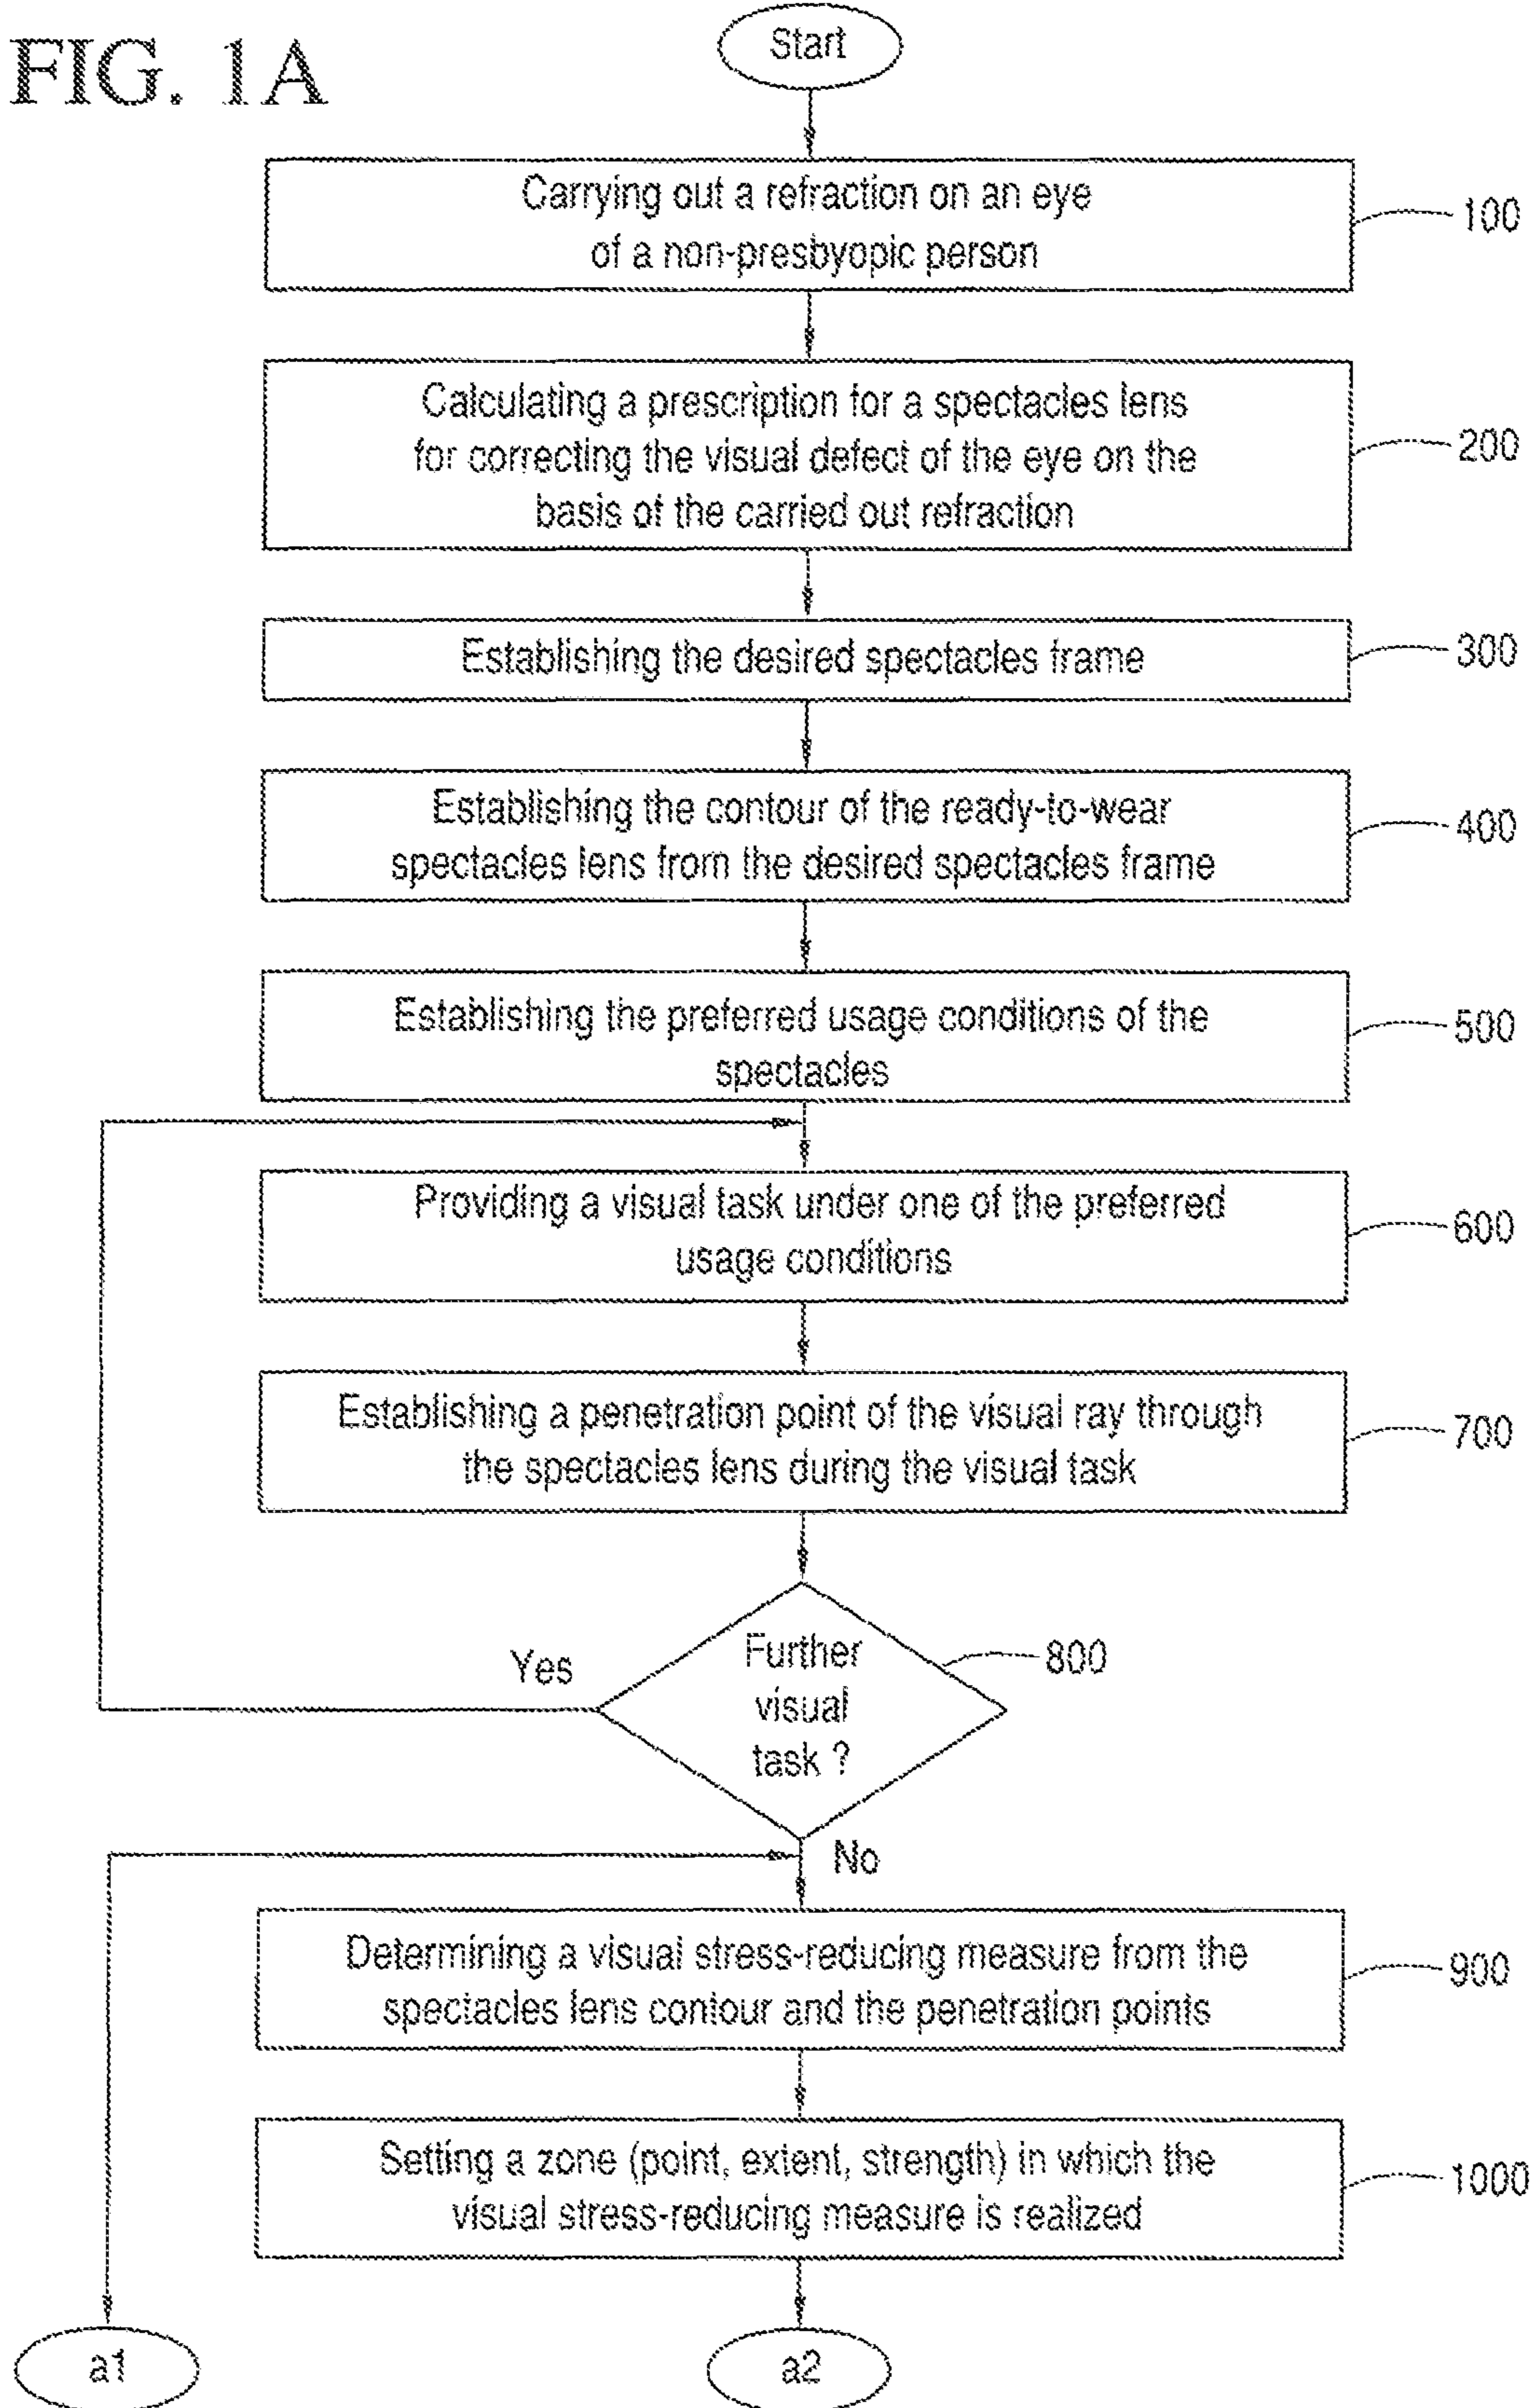 FIG. 1A
Start
Carrying out a refraction on an eye
of a non-presbyopic person
100
Calculating a prescription for a spectacles lens
for correcting the visual defect of the eye on the
basis of the carried out refraction
200
Establishing the desired spectacles frame
300
Establishing the contour of the ready-to-wear
spectacles lens from the desired spectacles frame
400
Establishing the preferred usage conditions of the
spectacles
500
Providing a visual task under one of the preferred
usage conditions
600
Establishing a penetration point of the visual ray through
the spectacles lens during the visual task
700
Yes
Further
visual
task ?
800
No
Determining a visual stress-reducing measure from the
spectacles lens contour and the penetration points
900
Setting a zone (point, extent, strength) in which the
visual stress-reducing measure is realized
1000
a1
a2